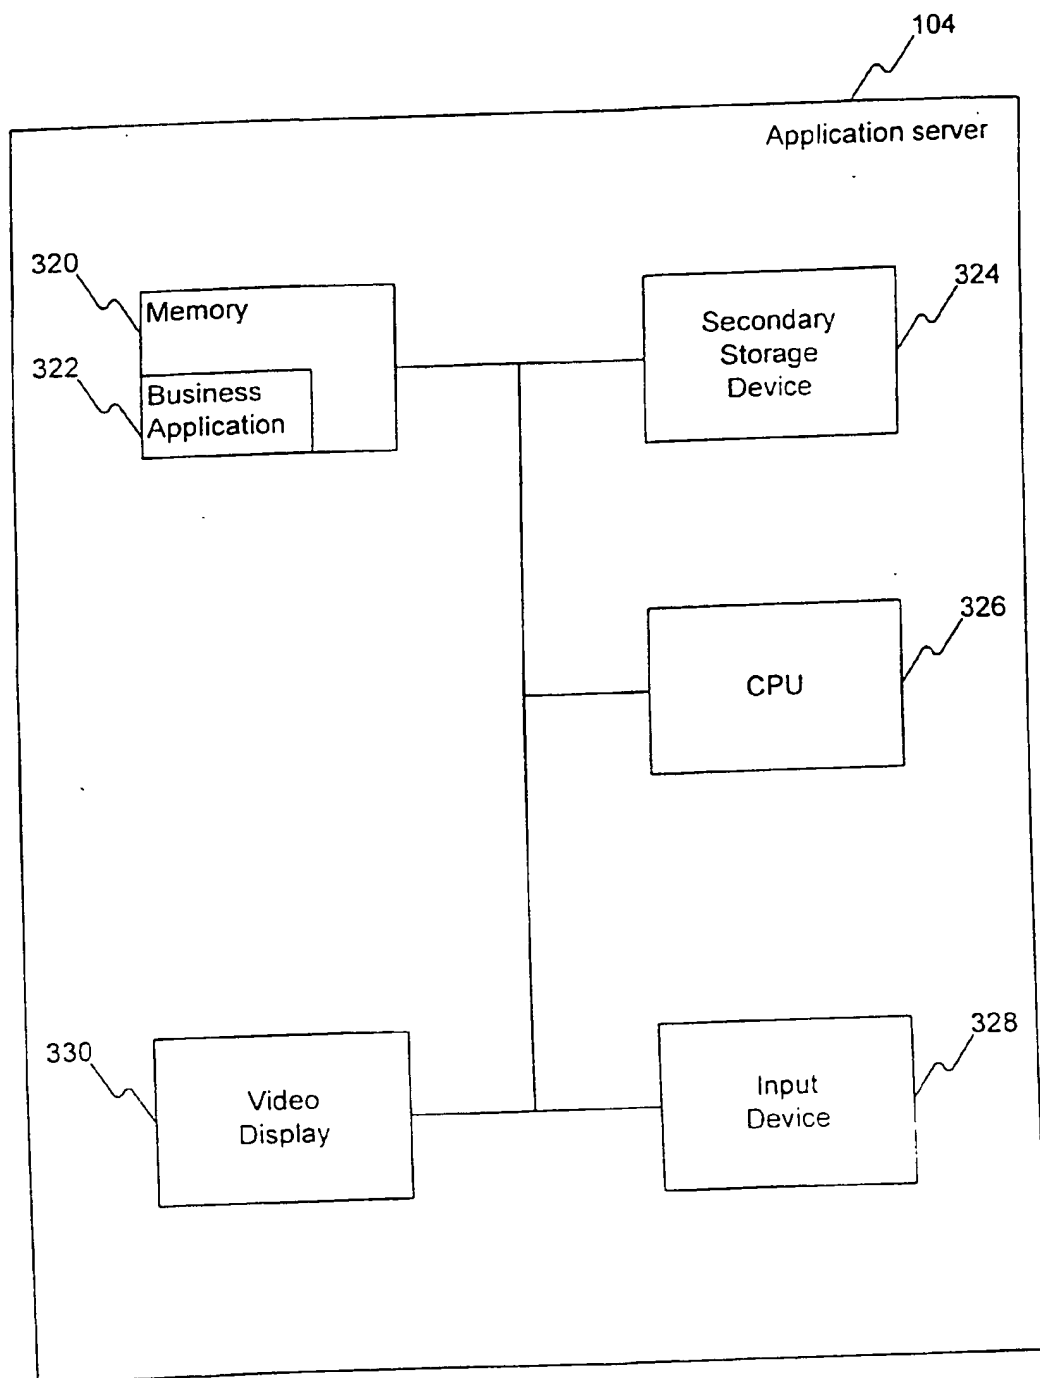 104
Application server
320
Memory
322
Business
Application
Secondary
Storage
Device
324
CPU
326
330
Video
Display
Input
Device
328